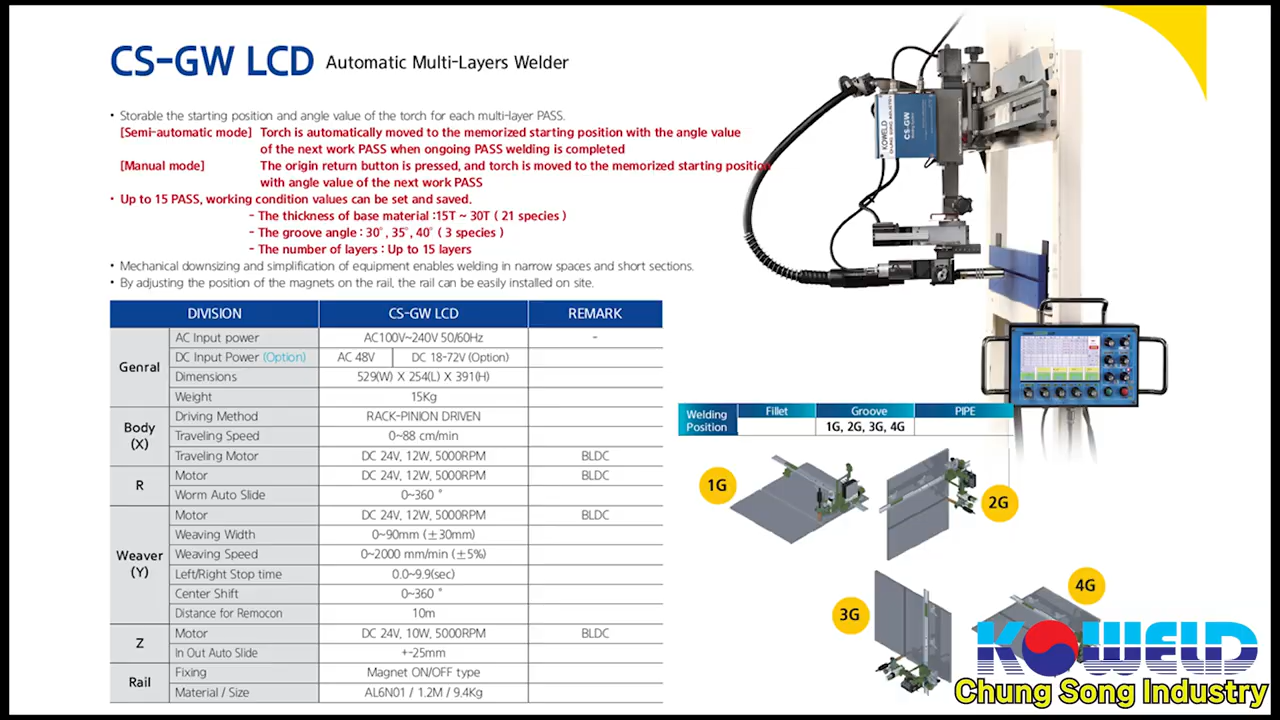 CS-GW LCD Automatic Multi-Layers Welder
• Storable the starting position and angle value of the torch for each multi-layer PASS.
[Semi-automatic mode] Torch is automatically moved to the memorized starting position with the angle value
of the next work PASS when ongoing PASS welding is completed
[Manual mode] The origin return button is pressed, and torch is moved to the memorized starting position
with angle value of the next work PASS
• Up to 15 PASS, working condition values can be set and saved.
- The thickness of base material :15T ~ 30T ( 21 species )
- The groove angle : 30°, 35°, 40° ( 3 species )
- The number of layers : Up to 15 layers
• Mechanical downsizing and simplification of equipment enables welding in narrow spaces and short sections.
• By adjusting the position of the magnets on the rail, the rail can be easily installed on site.
DIVISION CS-GW LCD REMARK
Genral
AC Input power AC100V~240V 50/60Hz -
DC Input Power (Option) AC 48V DC 18-72V (Option)
Dimensions 529(W) X 254(L) X 391(H)
Weight 15Kg
Body
(X)
Driving Method RACK-PINION DRIVEN
Traveling Speed 0~88 cm/min
Traveling Motor DC 24V, 12W, 5000RPM BLDC
R
Motor DC 24V, 12W, 5000RPM BLDC
Worm Auto Slide 0~360 °
Weaver
(Y)
Motor DC 24V, 12W, 5000RPM BLDC
Weaving Width 0~90mm (±30mm)
Weaving Speed 0~2000 mm/min (±5%)
Left/Right Stop time 0.0~9.9(sec)
Center Shift 0~360 °
Distance for Remocon 10m
Z
Motor DC 24V, 10W, 5000RPM BLDC
In Out Auto Slide +-25mm
Rail
Fixing Magnet ON/OFF type
Material / Size AL6N01 / 1.2M / 9.4Kg
KOWELD
CHUNG SONG INDUSTRY
CS-GW
Welding
Position
Fillet Groove PIPE
1G, 2G, 3G, 4G
1G
2G
3G
4G
KOWELD
Chung Song Industry